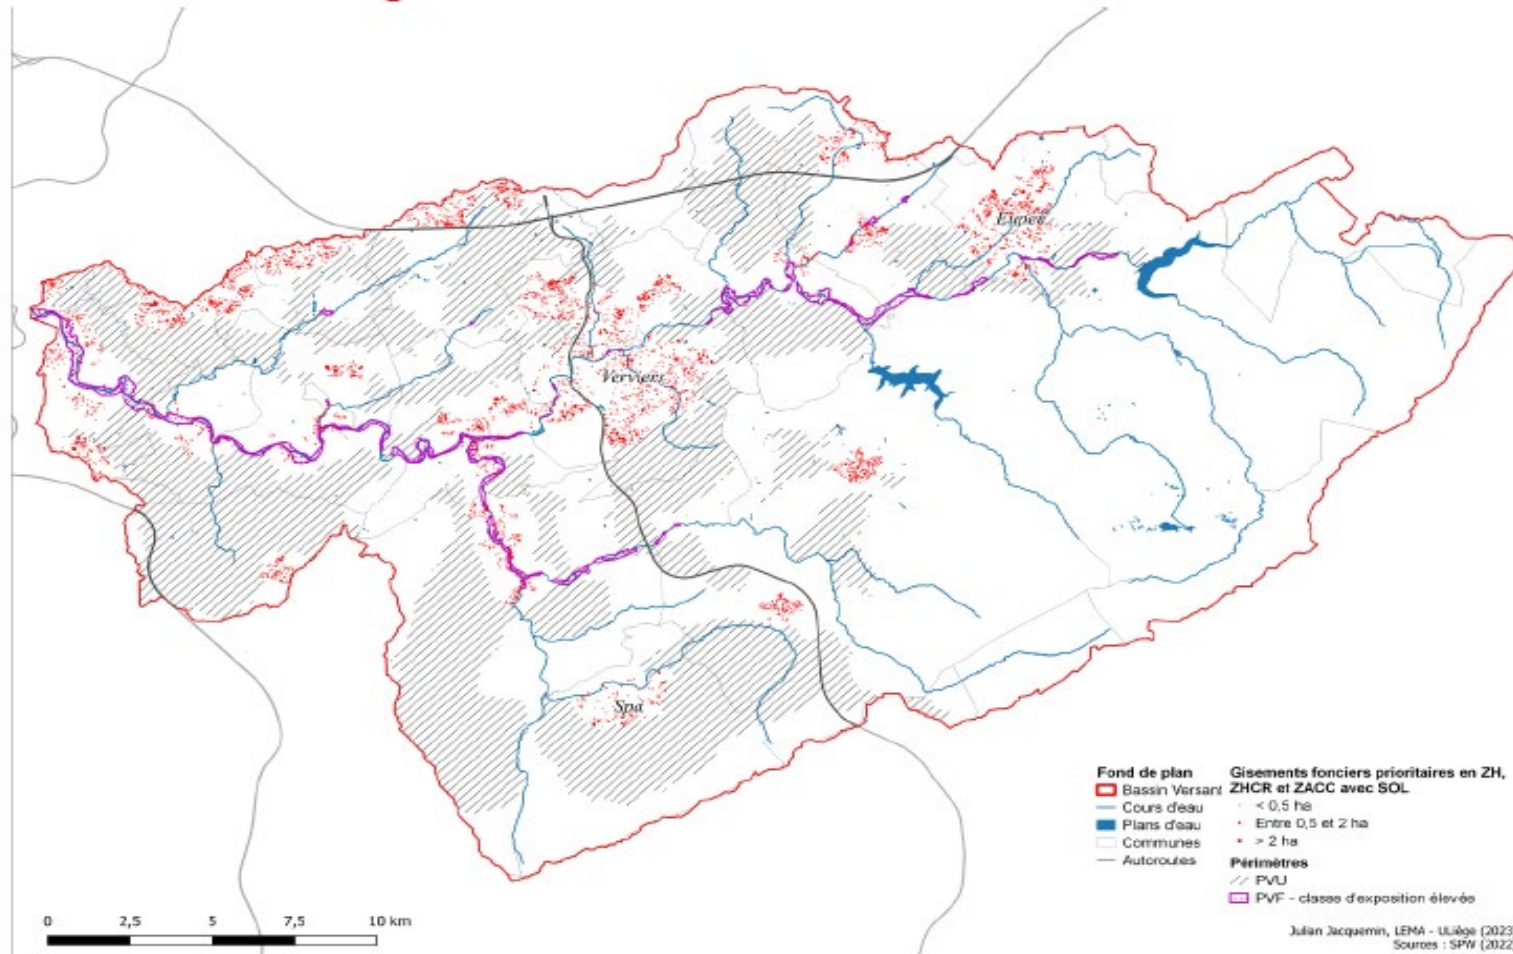 Eupen
Verviers
Spa
Fond de plan
Bassin Versant
Cours d'eau
Plans d'eau
Communes
Autoroutes
Gisements fonciers prioritaires en ZH,
ZHCR et ZACC avec SOL
< 0,5 ha
Entre 0,5 et 2 ha
> 2 ha
Périmètres
PVU
PVF - classe d'exposition élevée
0 2,5 5 7,5 10 km
Julian Jacquemin, LEMA - ULiège (2023)
Sources : SPW (2022)